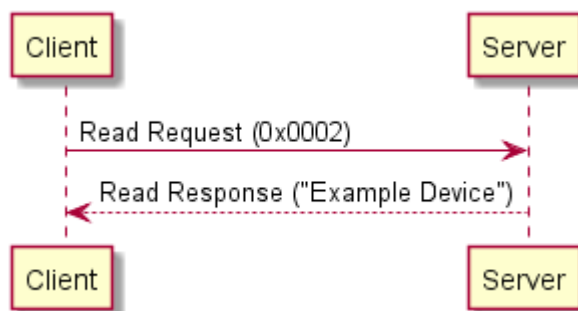 Client
Server
Read Request (0x0002)
Read Response ("Example Device")
Client
Server